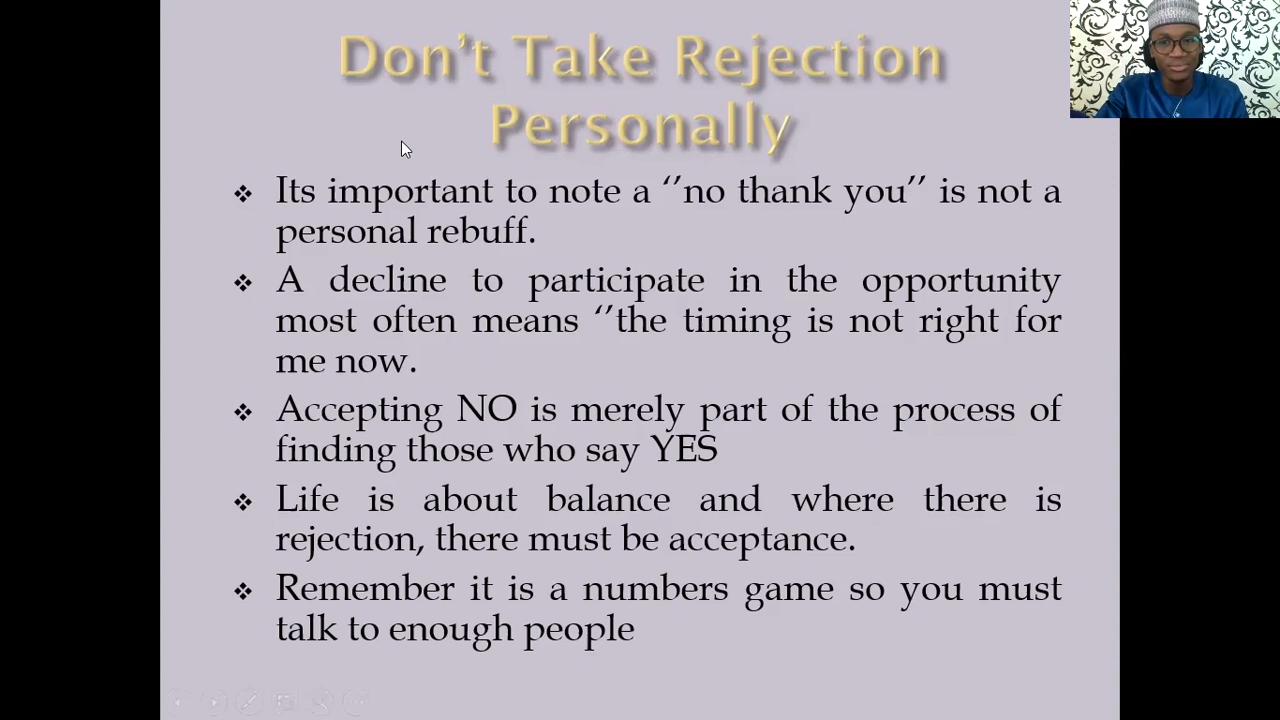 Don’t Take Rejection
Personally
Its important to note a ‘’no thank you’’ is not a
personal rebuff.
A decline to participate in the opportunity
most often means ‘’the timing is not right for
me now.
Accepting NO is merely part of the process of
finding those who say YES
Life is about balance and where there is
rejection, there must be acceptance.
Remember it is a numbers game so you must
talk to enough people